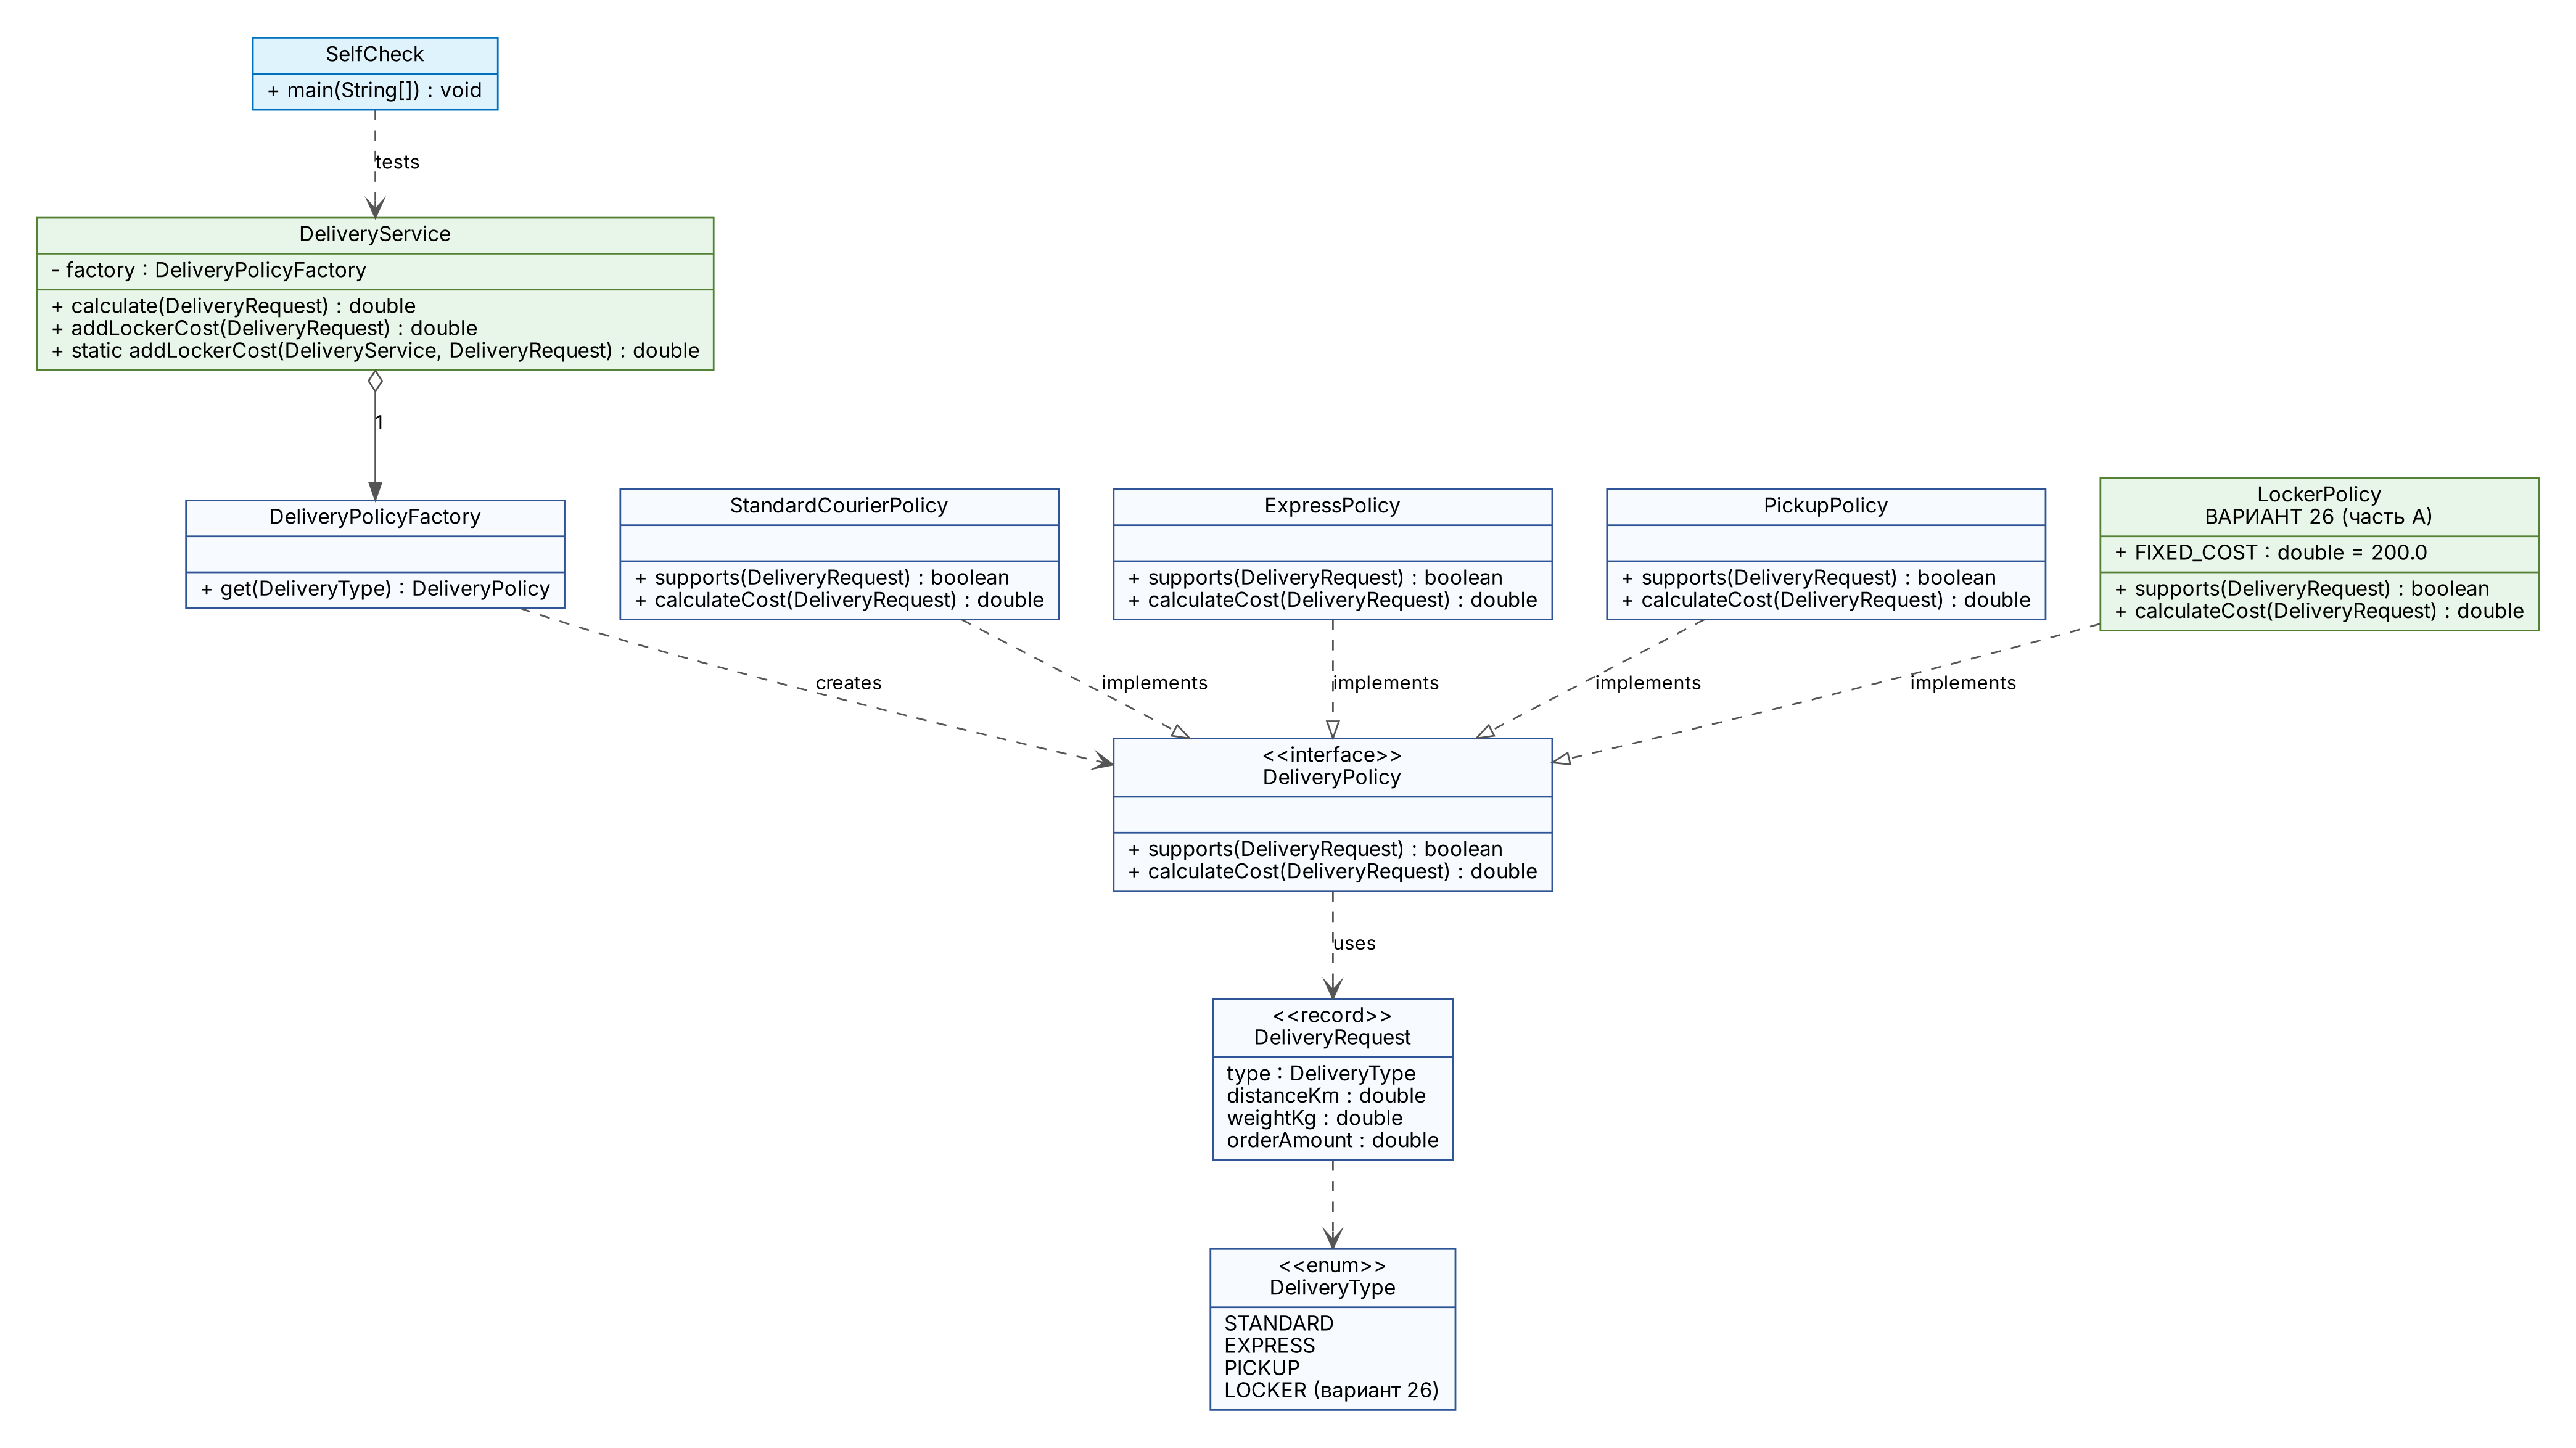 SelfCheck
+ main(String[]) : void
tests
DeliveryService
- factory : DeliveryPolicyFactory
+ calculate(DeliveryRequest) : double
+ addLockerCost(DeliveryRequest) : double
+ static addLockerCost(DeliveryService, DeliveryRequest) : double
1
DeliveryPolicyFactory
+ get(DeliveryType) : DeliveryPolicy
StandardCourierPolicy
+ supports(DeliveryRequest) : boolean
+ calculateCost(DeliveryRequest) : double
ExpressPolicy
+ supports(DeliveryRequest) : boolean
+ calculateCost(DeliveryRequest) : double
PickupPolicy
+ supports(DeliveryRequest) : boolean
+ calculateCost(DeliveryRequest) : double
LockerPolicy
ВАРИАНТ 26 (часть А)
+ FIXED_COST : double = 200.0
+ supports(DeliveryRequest) : boolean
+ calculateCost(DeliveryRequest) : double
creates
implements
implements
implements
implements
<<interface>>
DeliveryPolicy
+ supports(DeliveryRequest) : boolean
+ calculateCost(DeliveryRequest) : double
uses
<<record>>
DeliveryRequest
type : DeliveryType
distanceKm : double
weightKg : double
orderAmount : double
<<enum>>
DeliveryType
STANDARD
EXPRESS
PICKUP
LOCKER (вариант 26)